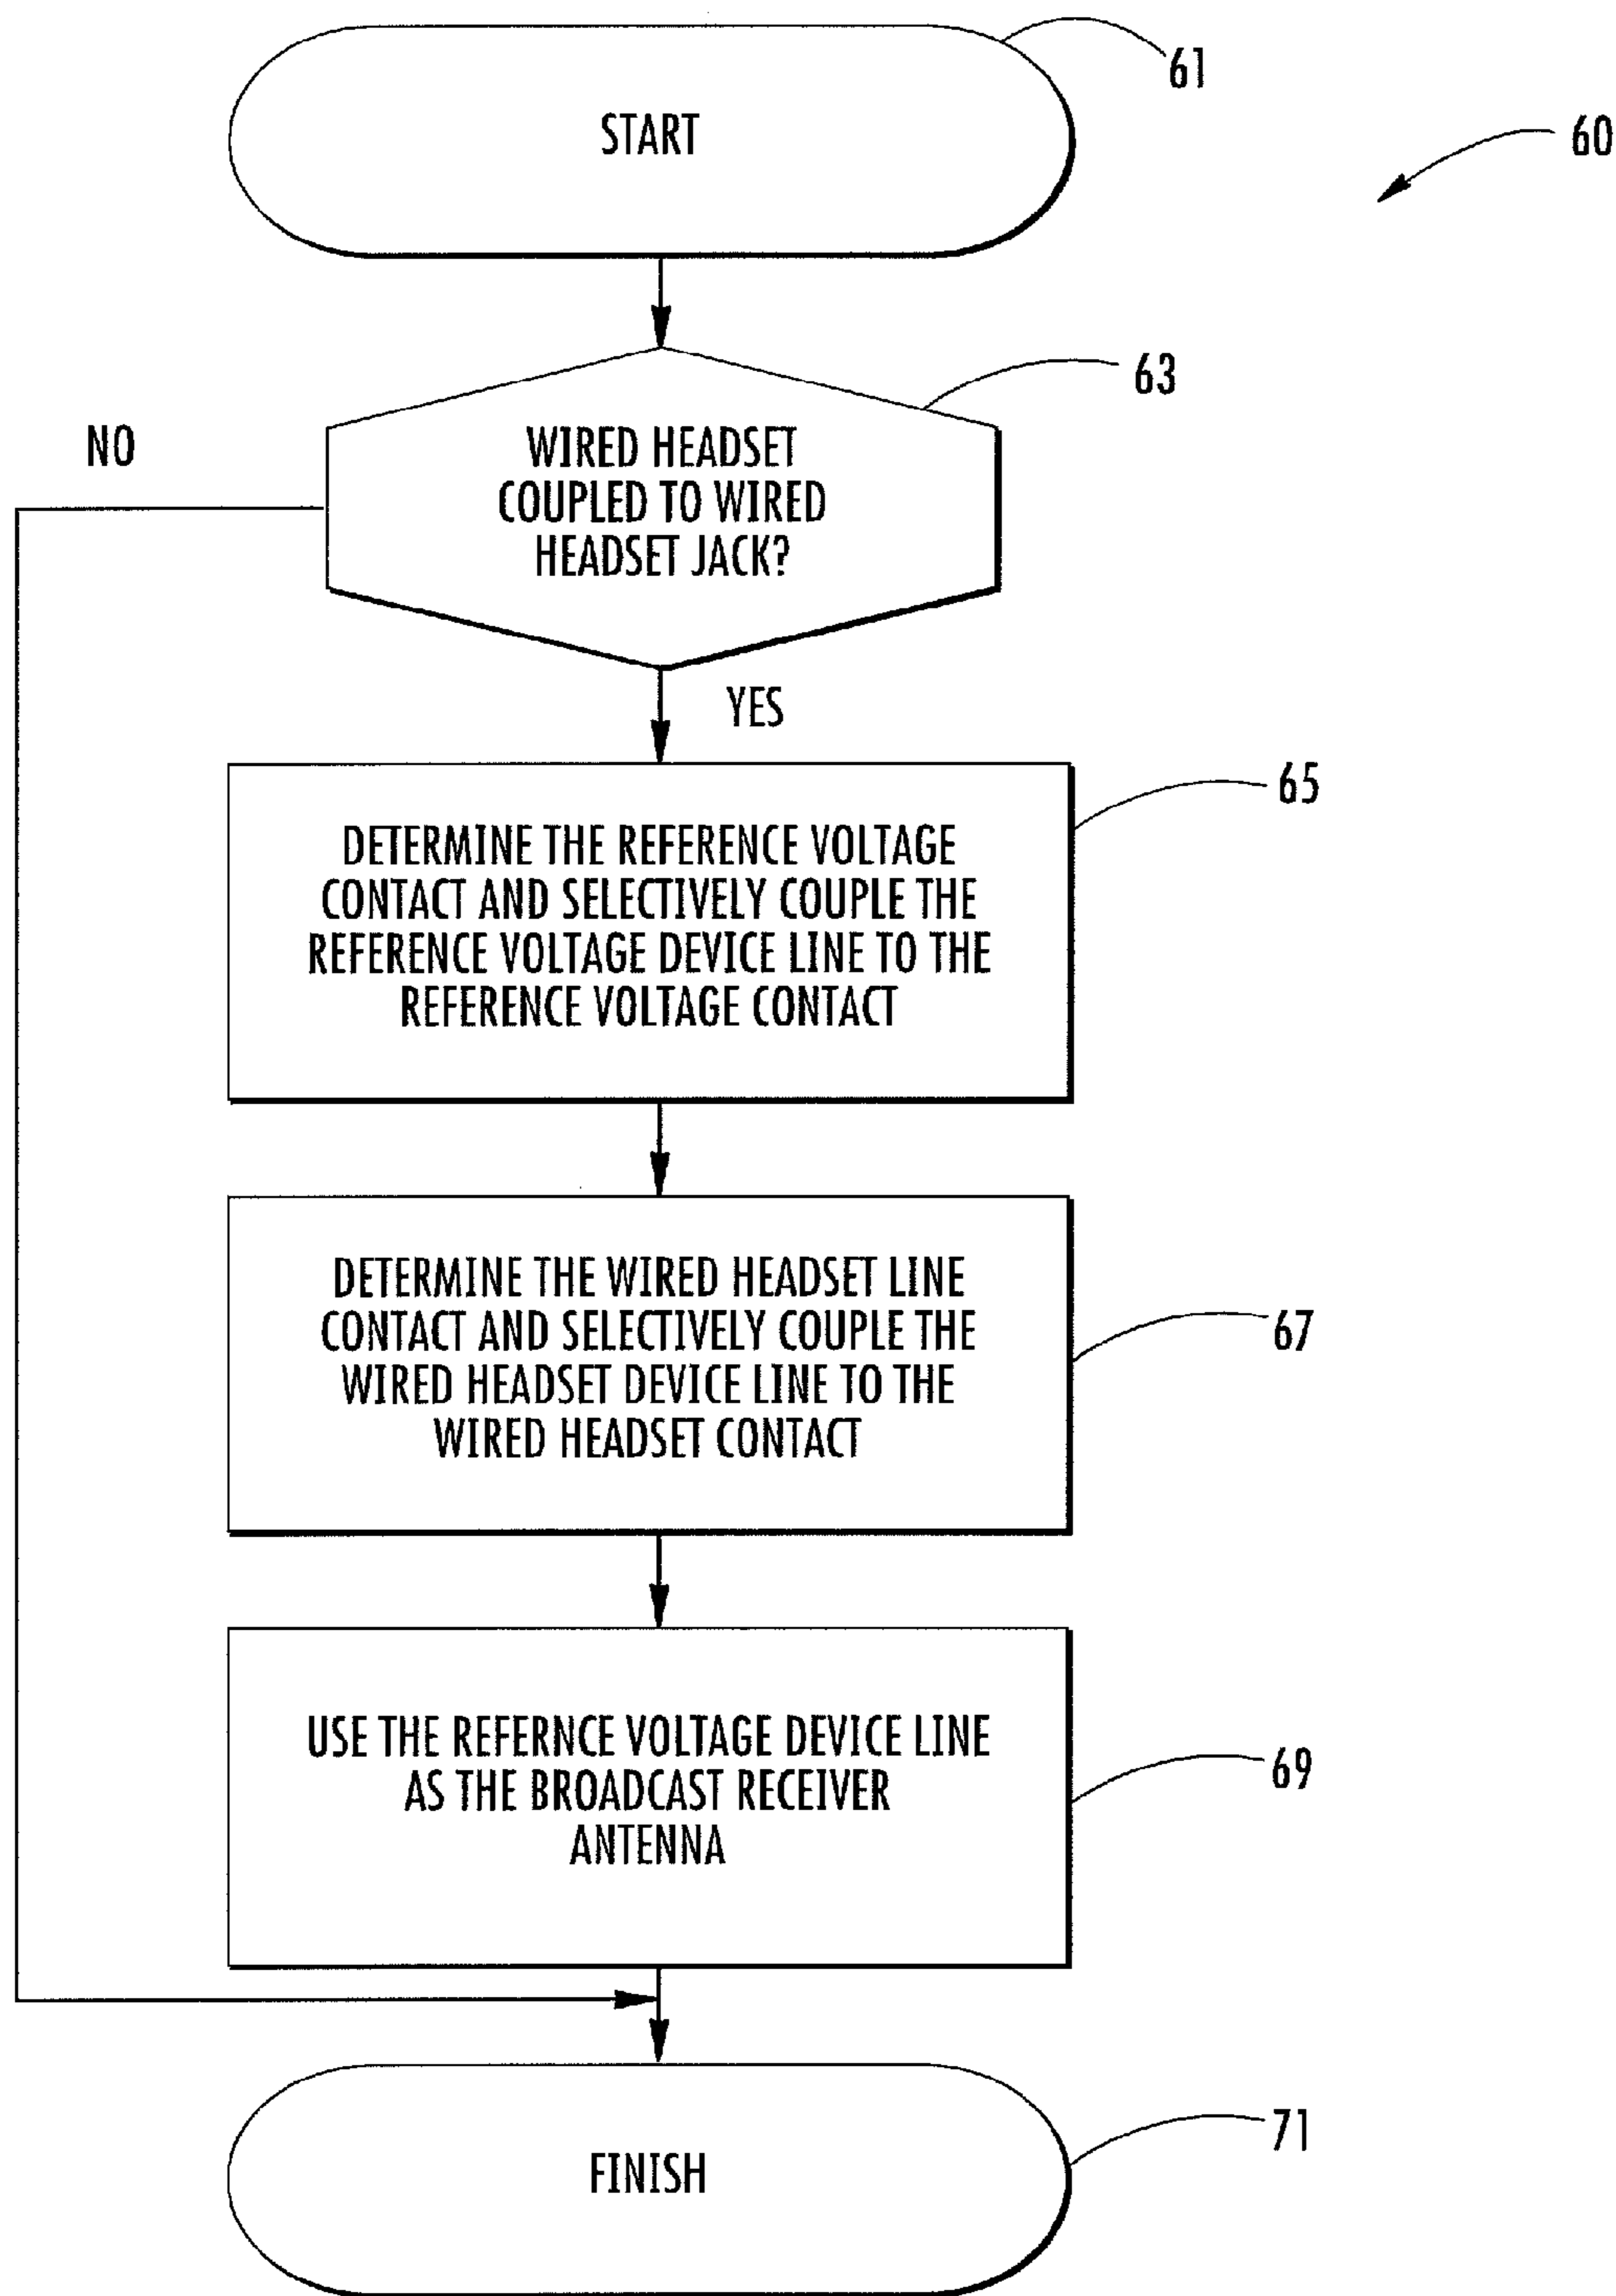 61
START
60
63
NO
WIRED HEADSET
COUPLED TO WIRED
HEADSET JACK?
YES
65
DETERMINE THE REFERENCE VOLTAGE
CONTACT AND SELECTIVELY COUPLE THE
REFERENCE VOLTAGE DEVICE LINE TO THE
REFERENCE VOLTAGE CONTACT
DETERMINE THE WIRED HEADSET LINE
CONTACT AND SELECTIVELY COUPLE THE
67
WIRED HEADSET DEVICE LINE TO THE
WIRED HEADSET CONTACT
USE THE REFERNCE VOLTAGE DEVICE LINE
69
AS THE BROADCAST RECEIVER
ANTENNA
71
FINISH